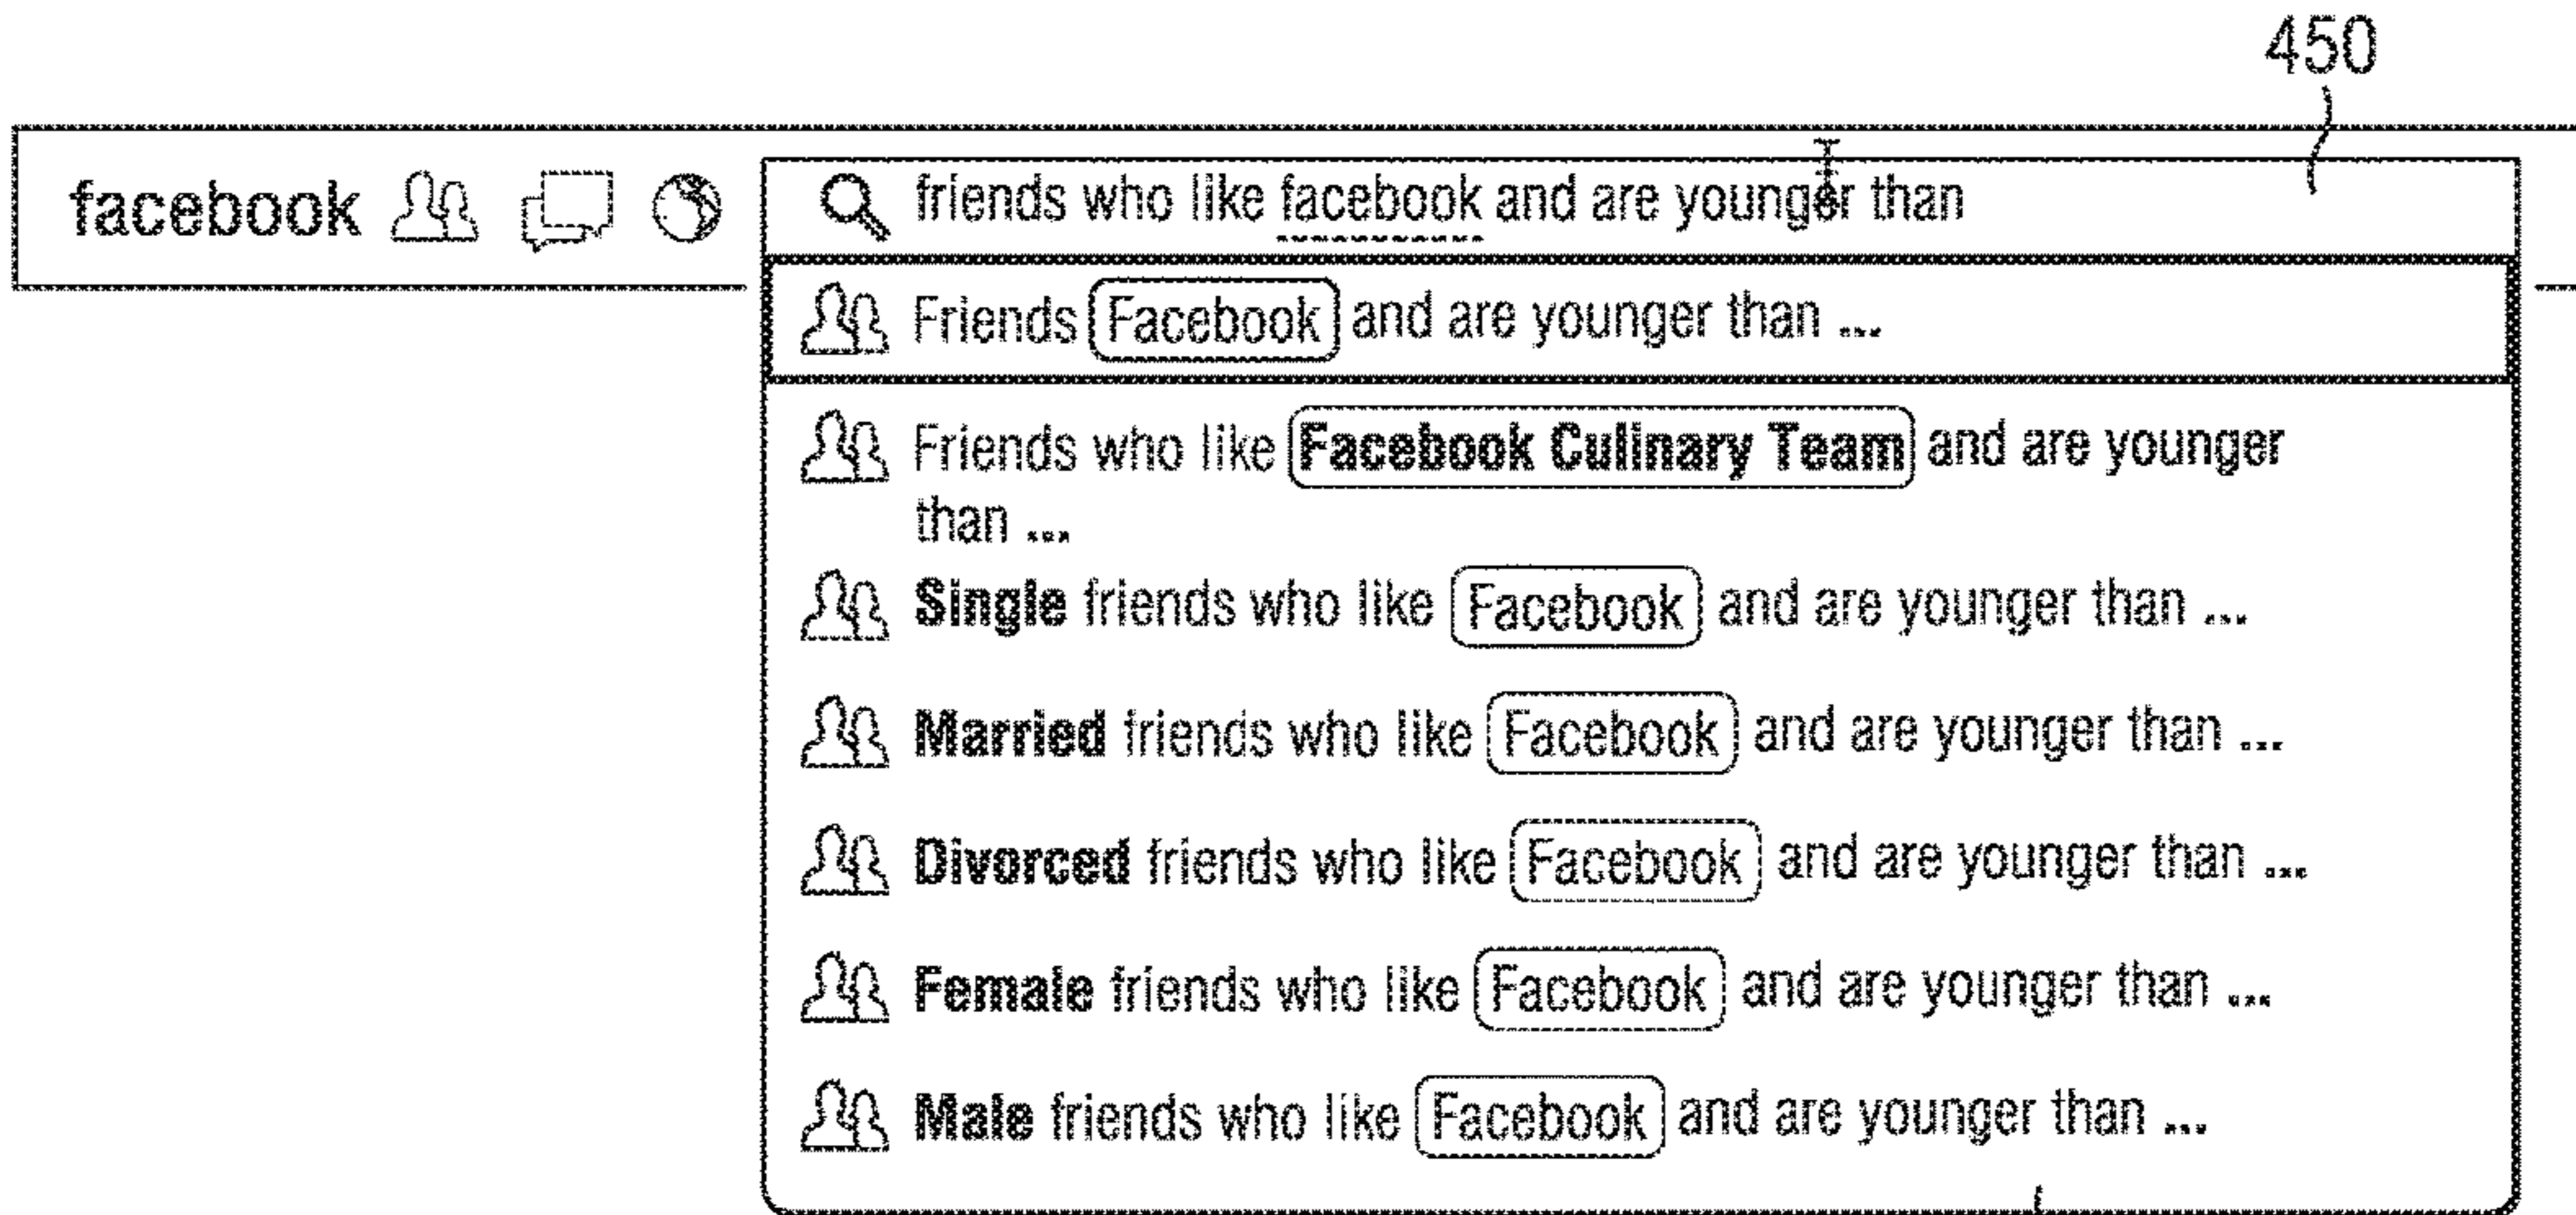 450
facebook
friends who like facebook and are younger than
Friends Facebook and are younger than ...
Friends who like Facebook Culinary Team and are younger
than ...
Single friends who like Facebook and are younger than ...
Married friends who like Facebook and are younger than ...
Divorced friends who like Facebook and are younger than ...
Female friends who like Facebook and are younger than ...
Male friends who like Facebook and are younger than ...